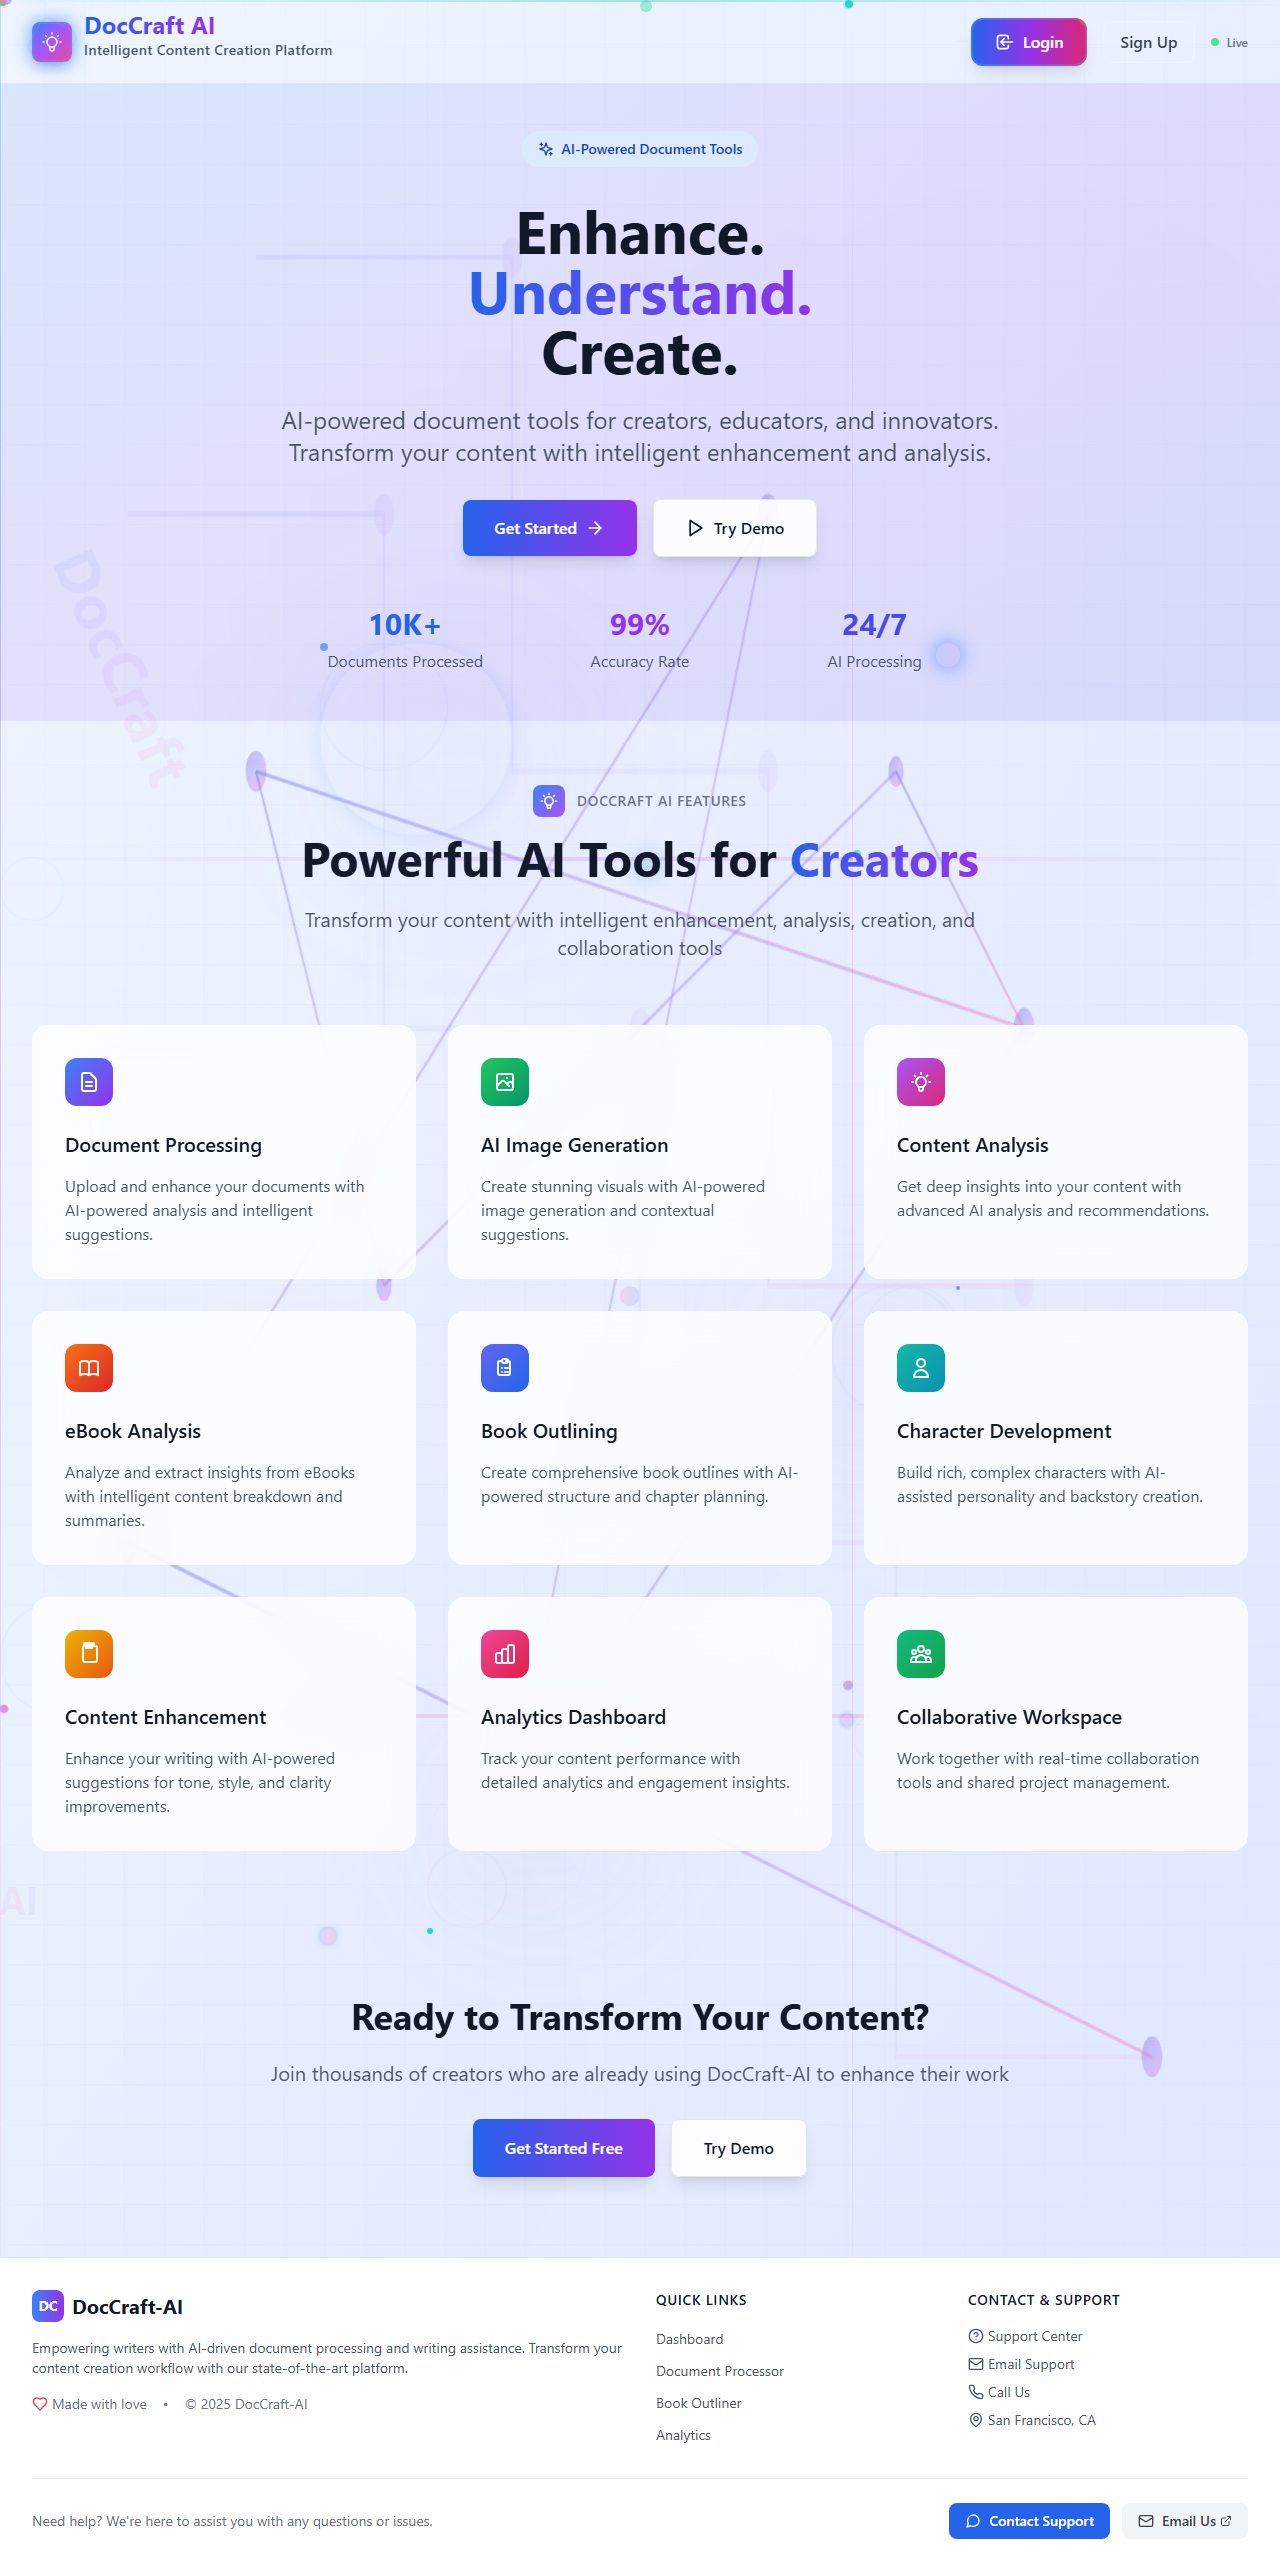 DocCraft AI
Intelligent Content Creation Platform
Login
Sign Up
Live
AI-Powered Document Tools
Enhance.
Understand.
Create.
AI-powered document tools for creators, educators, and innovators.
Transform your content with intelligent enhancement and analysis.
Get Started
Try Demo
10K+
Documents Processed
99%
Accuracy Rate
24/7
AI Processing
DocCraft
DOCCRAFT AI FEATURES
Powerful AI Tools for Creators
Transform your content with intelligent enhancement, analysis, creation, and
collaboration tools
Document Processing
Upload and enhance your documents with
AI-powered analysis and intelligent
suggestions.
AI Image Generation
Create stunning visuals with AI-powered
image generation and contextual
suggestions.
Content Analysis
Get deep insights into your content with
advanced AI analysis and recommendations.
eBook Analysis
Analyze and extract insights from eBooks
with intelligent content breakdown and
summaries.
Book Outlining
Create comprehensive book outlines with AI-
powered structure and chapter planning.
Character Development
Build rich, complex characters with AI-
assisted personality and backstory creation.
Content Enhancement
Enhance your writing with AI-powered
suggestions for tone, style, and clarity
improvements.
Analytics Dashboard
Track your content performance with
detailed analytics and engagement insights.
Collaborative Workspace
Work together with real-time collaboration
tools and shared project management.
AI
Ready to Transform Your Content?
Join thousands of creators who are already using DocCraft-AI to enhance their work
Get Started Free
Try Demo
DC DocCraft-AI
Empowering writers with AI-driven document processing and writing assistance. Transform your
content creation workflow with our state-of-the-art platform.
Made with love • © 2025 DocCraft-AI
QUICK LINKS
Dashboard
Document Processor
Book Outliner
Analytics
CONTACT & SUPPORT
Support Center
Email Support
Call Us
San Francisco, CA
Need help? We're here to assist you with any questions or issues.
Contact Support
Email Us